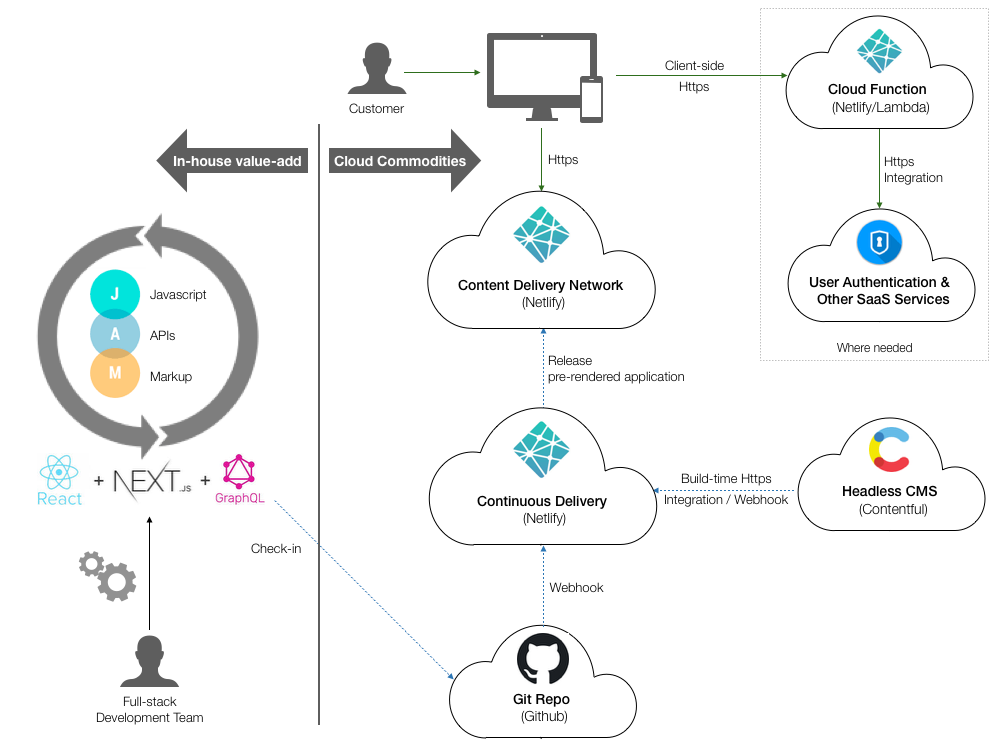 Customer
Client-side
Https
Cloud Function
(Netlify/Lambda)
In-house value-add
Cloud Commodities
Https
Https
Integration
J
Javascript
A
APIs
M
Markup
Content Delivery Network
(Netlify)
User Authentication &
Other SaaS Services
Where needed
Release
pre-rendered application
React
+
NEXT.JS
+
GraphQL
Continuous Delivery
(Netlify)
Build-time Https
Integration / Webhook
Headless CMS
(Contentful)
Check-in
Webhook
Full-stack
Development Team
Git Repo
(Github)